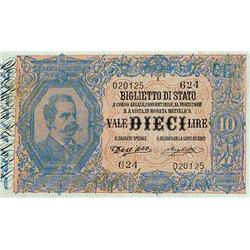 020125 624
BIGLIETTO DI STATO
A CORSO LEGALE, CONVERTIBILE, AL PORTATORE
E A VISTA, IN MONETA METALLICA
VALE DIECI LIRE 10
624 020125